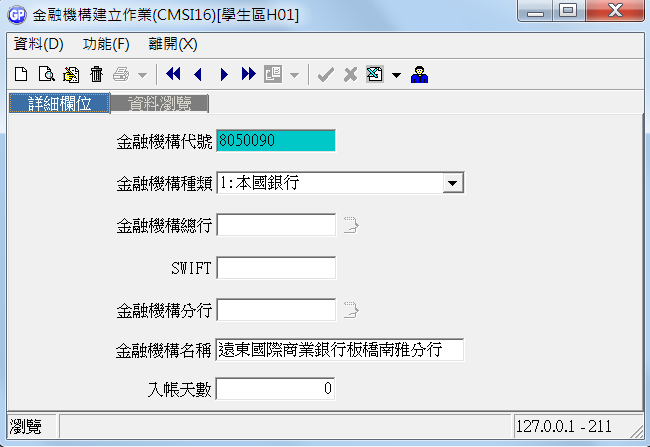 GP 金融機構建立作業(CMSI16)[學生區H01]
資料(D) 功能(F) 離開(X)
詳細欄位 資料瀏覽
金融機構代號 8050090
金融機構種類 1:本國銀行
金融機構總行
SWIFT
金融機構分行
金融機構名稱 遠東國際商業銀行板橋南雅分行
入帳天數 0
瀏覽 127.0.0.1 - 211